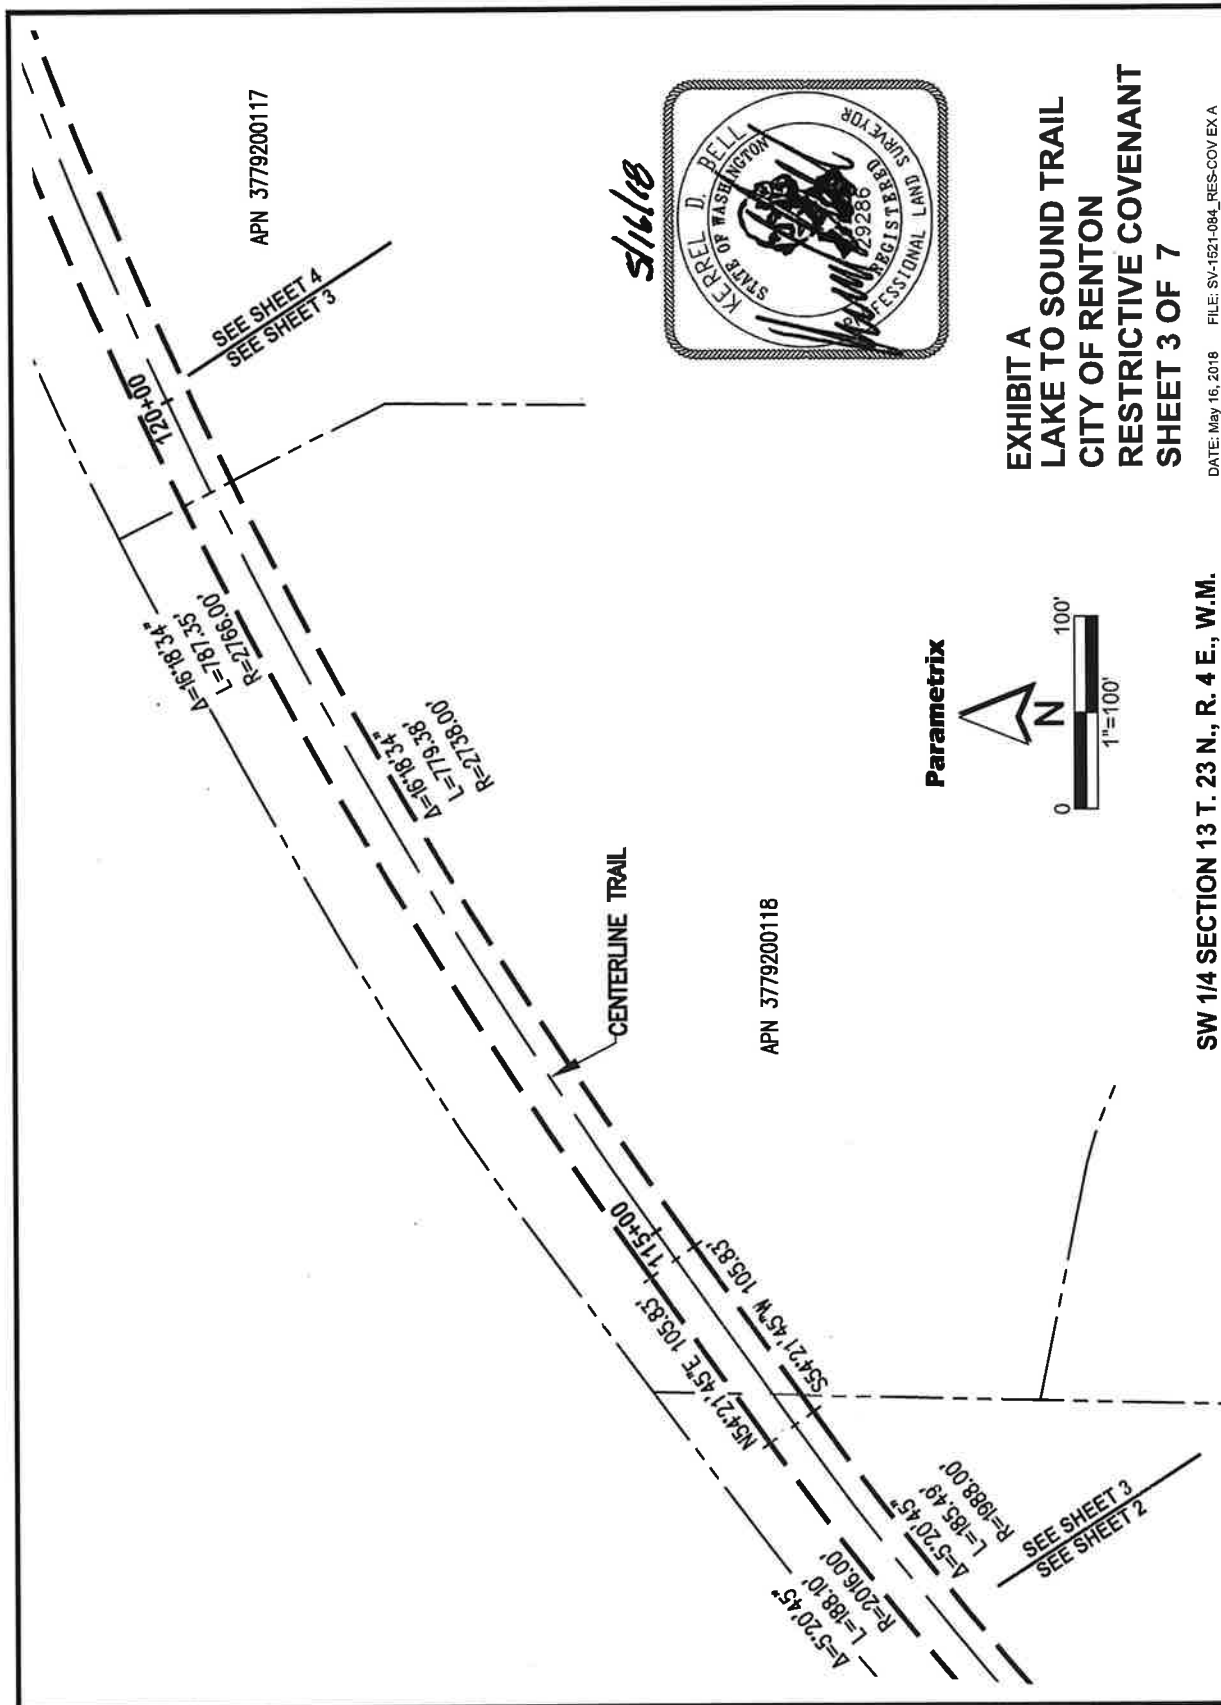 APN 3779200117
SEE SHEET 4
SEE SHEET 3
120+00
Δ=16°18'34"
L=787.35'
R=2766.00'
Δ=16°18'34"
L=779.38'
R=2738.00'
CENTERLINE TRAIL
APN 3779200118
115+00
N54°21'45"E 105.83'
S54°21'45"W 105.83'
Δ=5°20'45"
L=188.10'
R=2016.00'
Δ=5°20'45"
L=185.49'
R=1988.00'
SEE SHEET 3
SEE SHEET 2
5/16/18
KERREL D. BELL
STATE OF WASHINGTON
29286
REGISTERED
PROFESSIONAL LAND SURVEYOR
Parametrix
N
0 100'
1"=100'
SW 1/4 SECTION 13 T. 23 N., R. 4 E., W.M.
EXHIBIT A
LAKE TO SOUND TRAIL
CITY OF RENTON
RESTRICTIVE COVENANT
SHEET 3 OF 7
DATE: May 16, 2018 FILE: SV-1521-084_RES-COV EX A